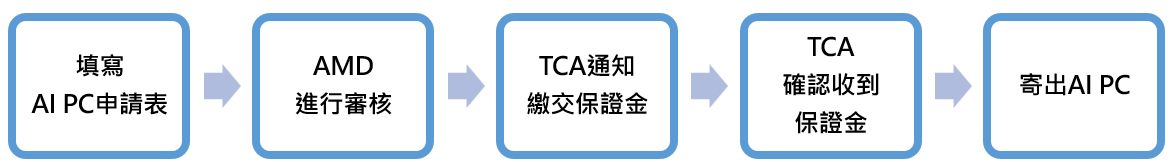 填寫
AI PC申請表
AMD
進行審核
TCA通知
繳交保證金
TCA
確認收到
保證金
寄出AI PC